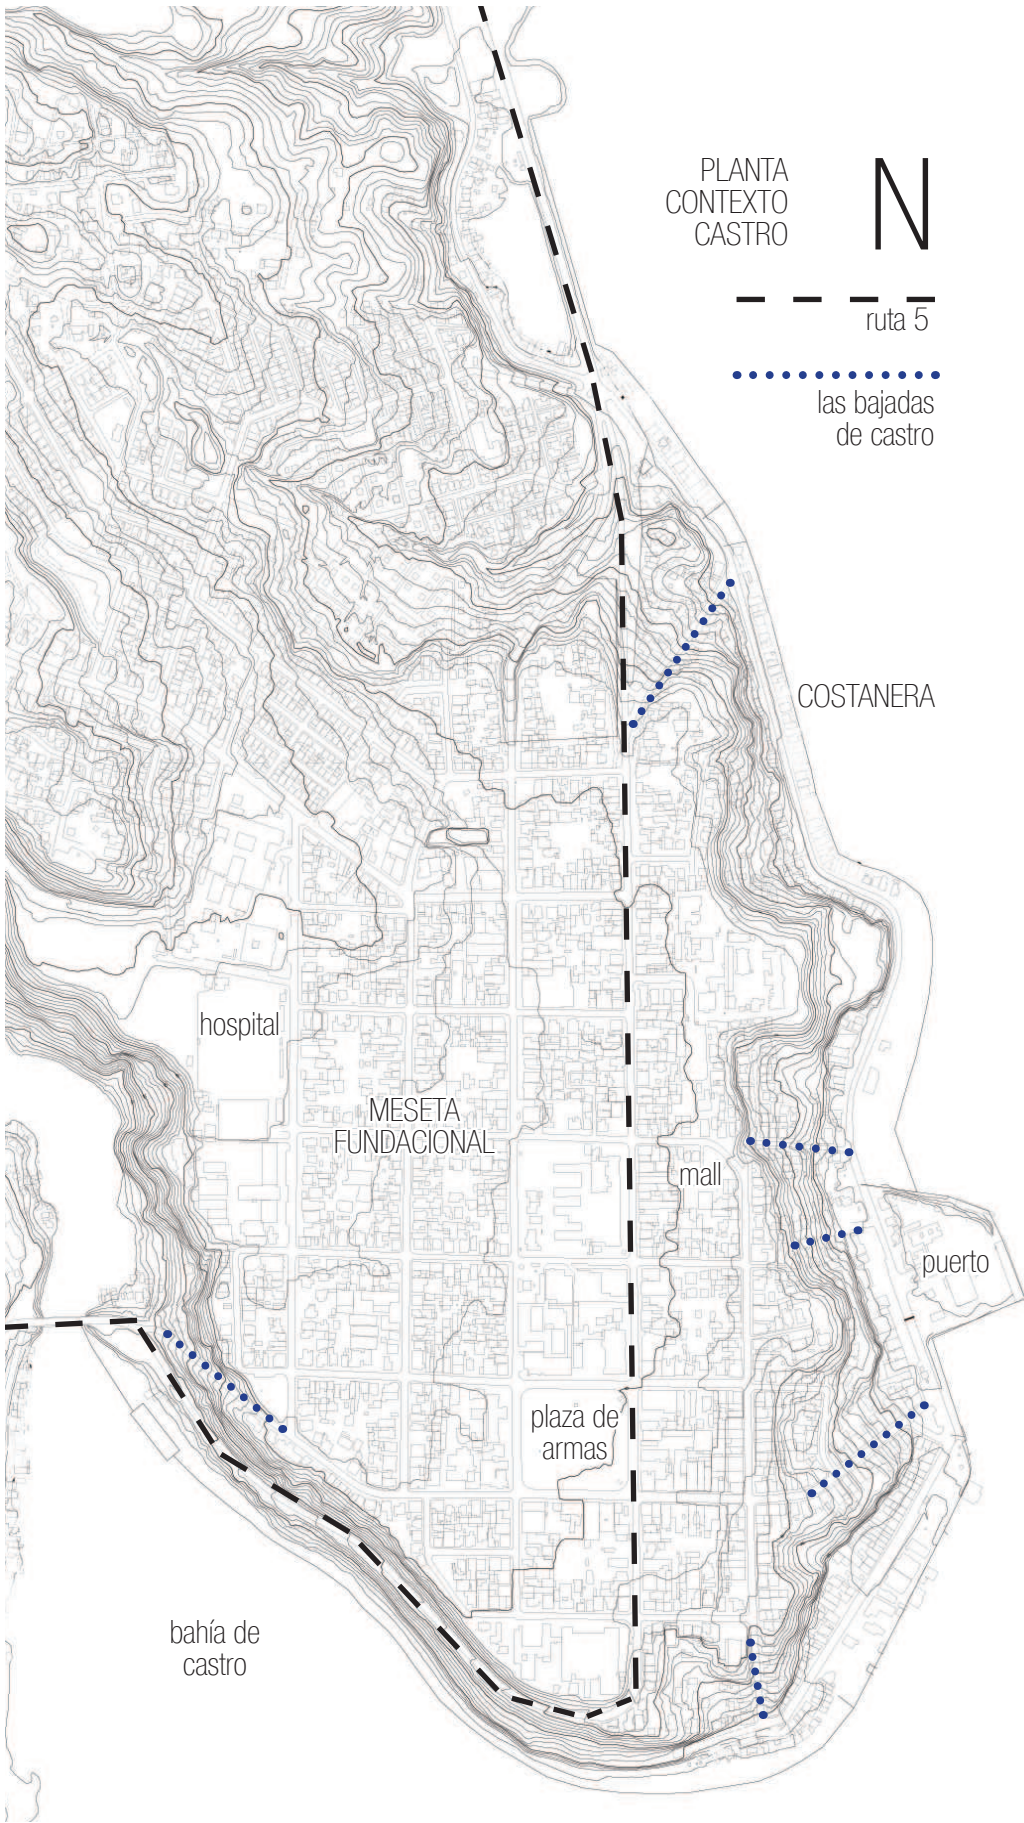 PLANTA
CONTEXTO
CASTRO
N
ruta 5
las bajadas
de castro
COSTANERA
hospital
MESETA
FUNDACIONAL
mall
puerto
plaza de
armas
bahía de
castro